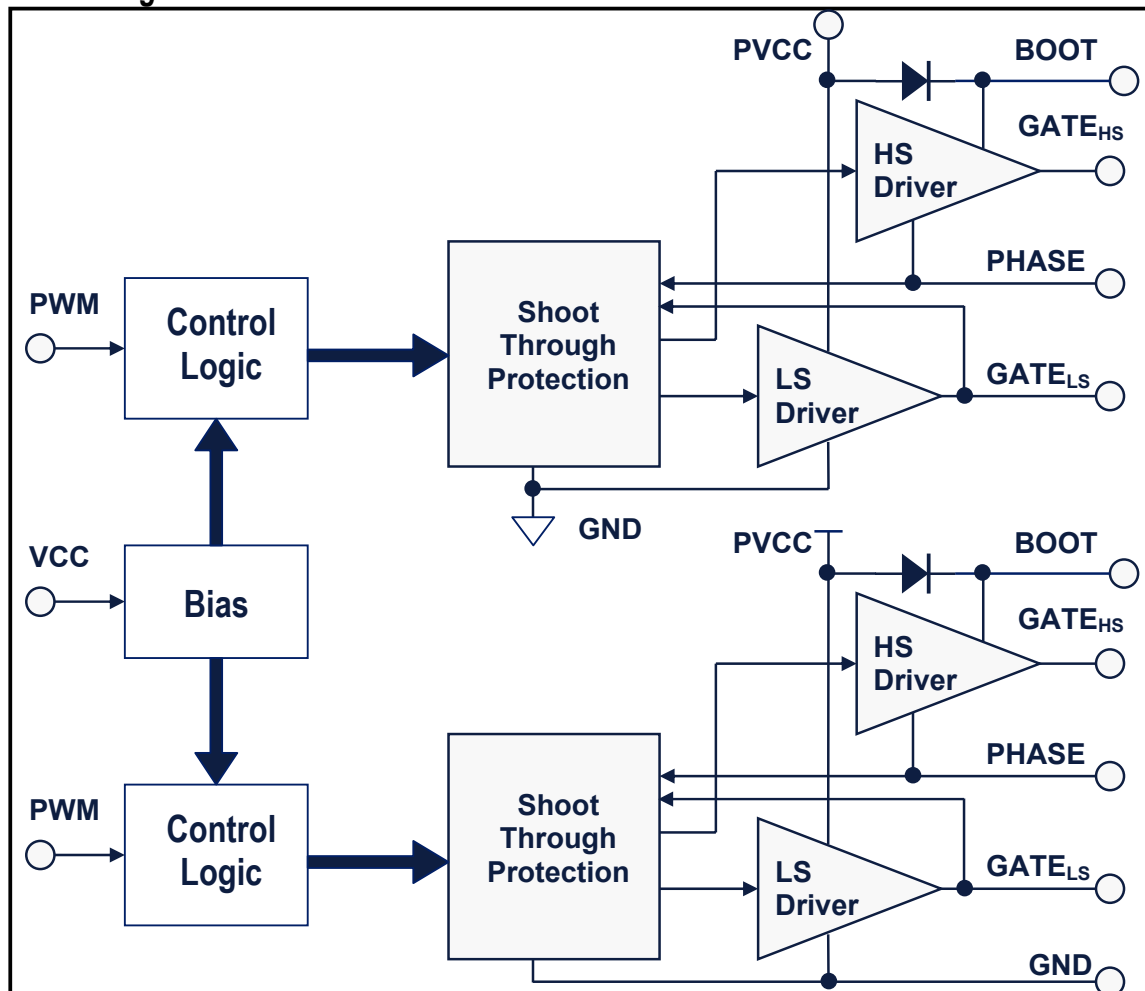 PVCC
BOOT
GATEHS
HS
Driver
PHASE
PWM
Control
Logic
Shoot
Through
Protection
LS
Driver
GATELS
GND
VCC
Bias
PVCC
BOOT
GATEHS
HS
Driver
PHASE
PWM
Control
Logic
Shoot
Through
Protection
LS
Driver
GATELS
GND